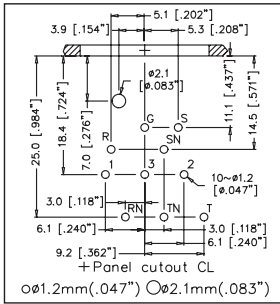 5.1 [.202"]
3.9 [.154"]
5.3 [.208"]
ø2.1
[ø.083"]
11.1 [.437"]
14.5 [.571"]
25.0 [.984"]
18.4 [.724"]
7.0 [.276"]
G
S
R
SN
1
3
2
10-ø1.2
[ø.047"]
3.0
[.118"]
RN
TN
T
6.1 [.240"]
3.0
[.118"]
6.1 [.240"]
9.2 [.362"]
+Panel cutout CL
○ø1.2mm(.047") ○ø2.1mm(.083")